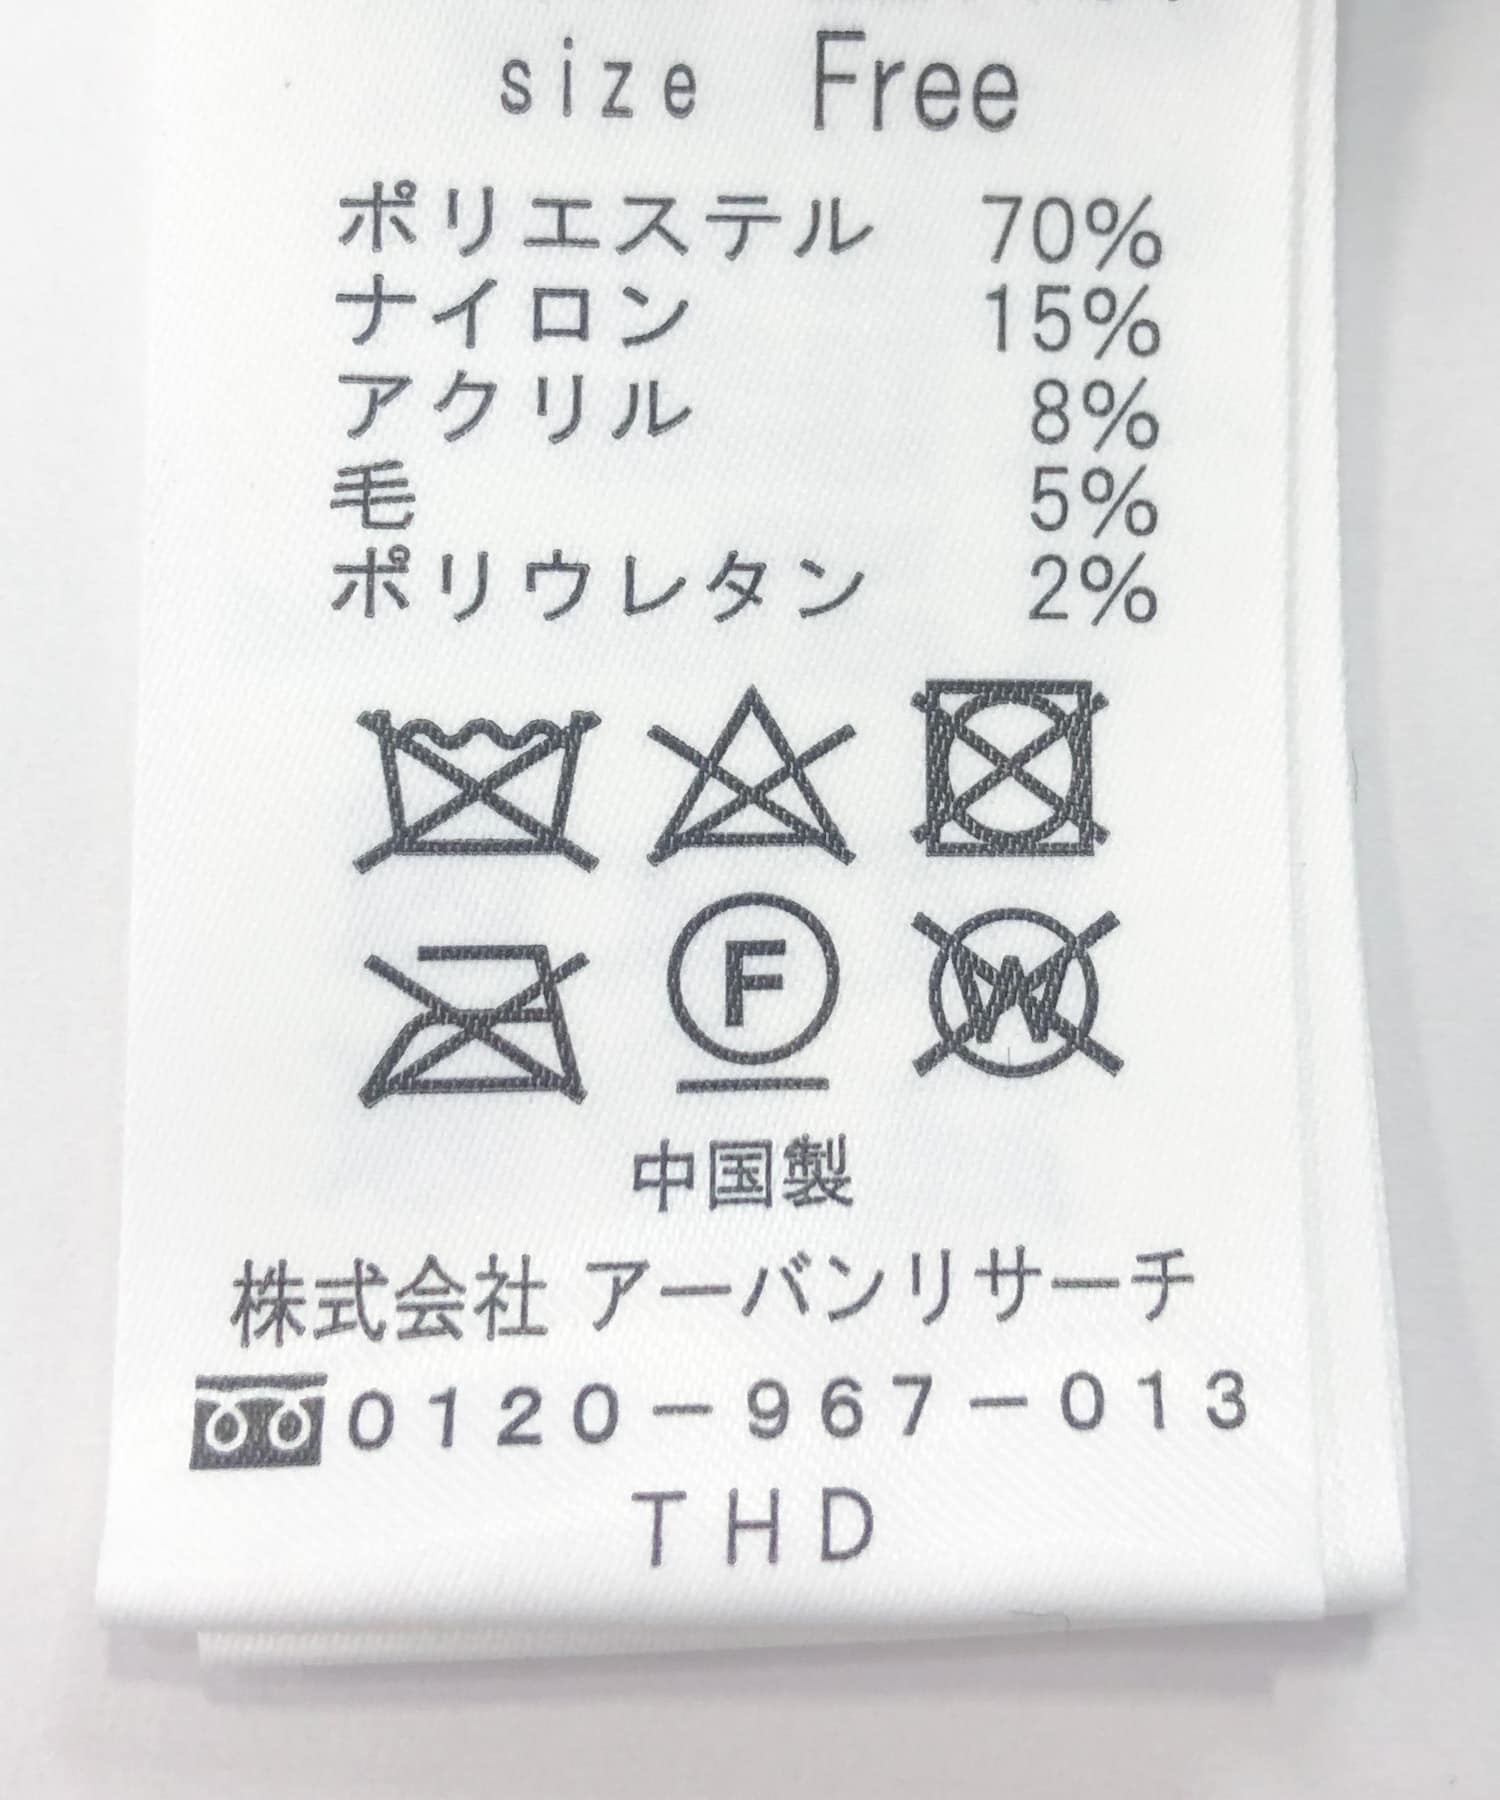 size Free
ポリエステル 70%
ナイロン 15%
アクリル 8%
毛 5%
ポリウレタン 2%
F W
中国製
株式会社 アーバンリサーチ
0120-967-013
THD